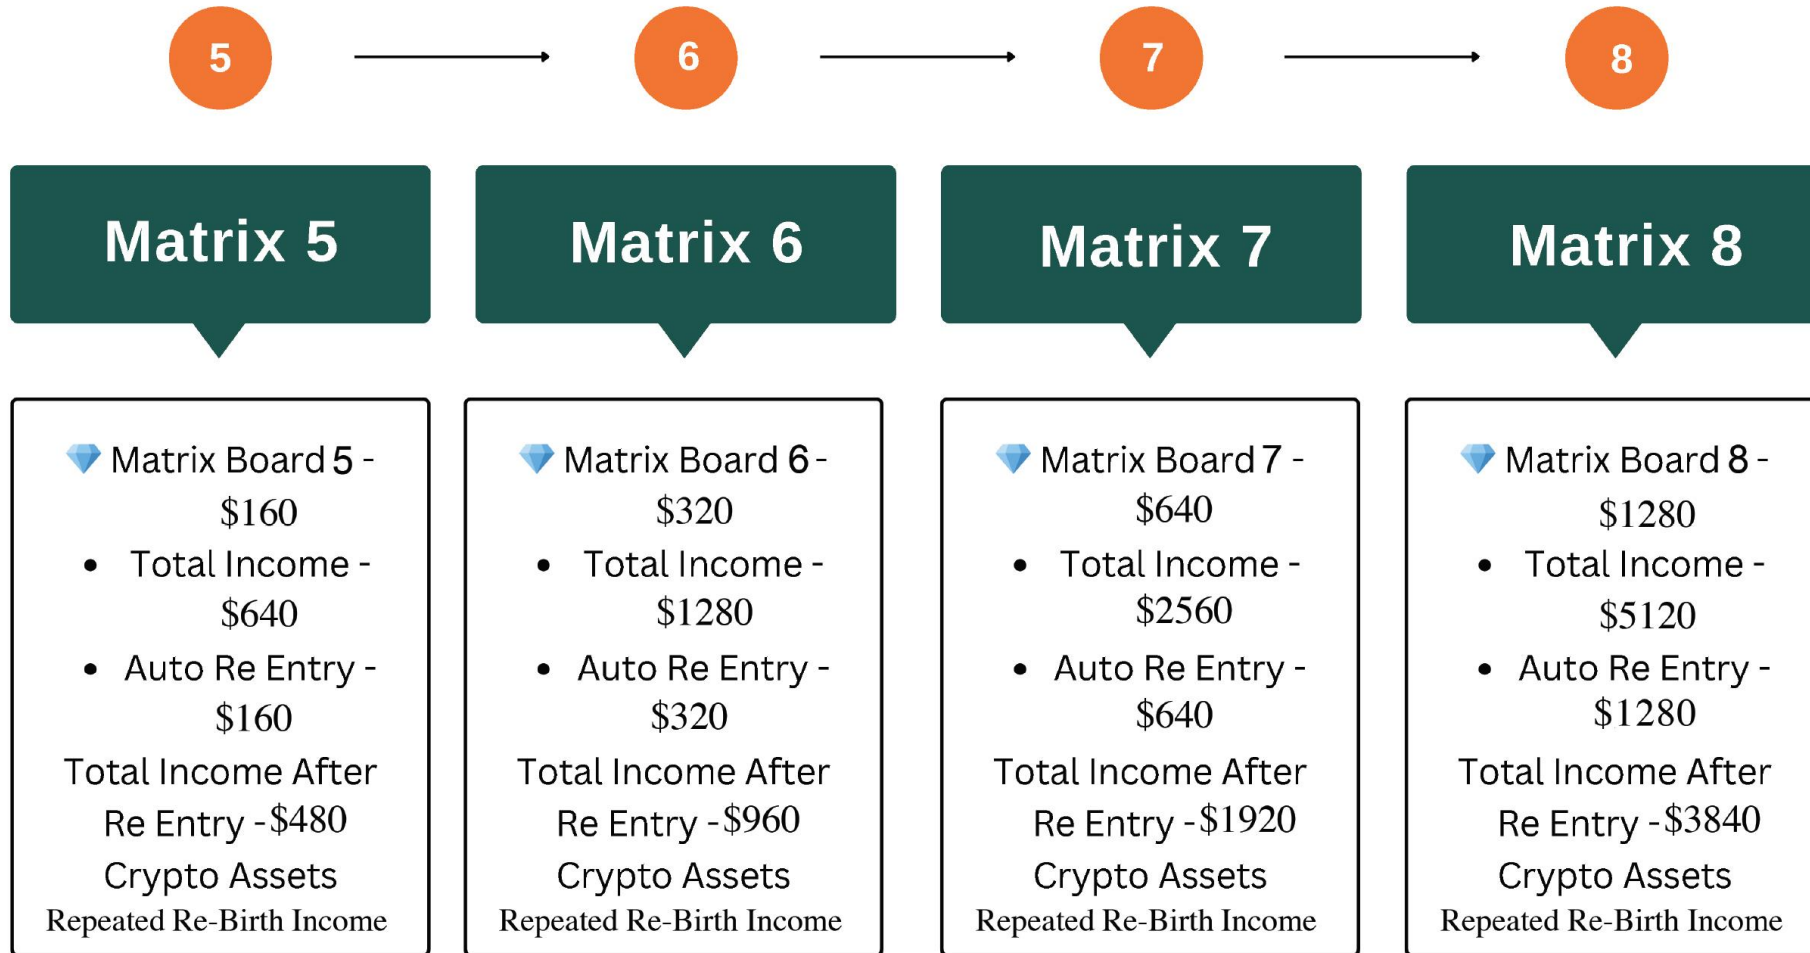 5
6
7
8
Matrix 5
Matrix 6
Matrix 7
Matrix 8
💎 Matrix Board 5 -
$160
• Total Income -
$640
• Auto Re Entry -
$160
Total Income After
Re Entry -$480
Crypto Assets
Repeated Re-Birth Income
💎 Matrix Board 6 -
$320
• Total Income -
$1280
• Auto Re Entry -
$320
Total Income After
Re Entry -$960
Crypto Assets
Repeated Re-Birth Income
💎 Matrix Board 7 -
$640
• Total Income -
$2560
• Auto Re Entry -
$640
Total Income After
Re Entry -$1920
Crypto Assets
Repeated Re-Birth Income
💎 Matrix Board 8 -
$1280
• Total Income -
$5120
• Auto Re Entry -
$1280
Total Income After
Re Entry -$3840
Crypto Assets
Repeated Re-Birth Income